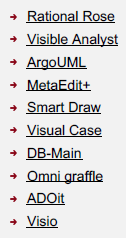 Rational Rose
Visible Analyst
ArgoUML
MetaEdit+
Smart Draw
Visual Case
DB-Main
Omni graffle
ADOit
Visio